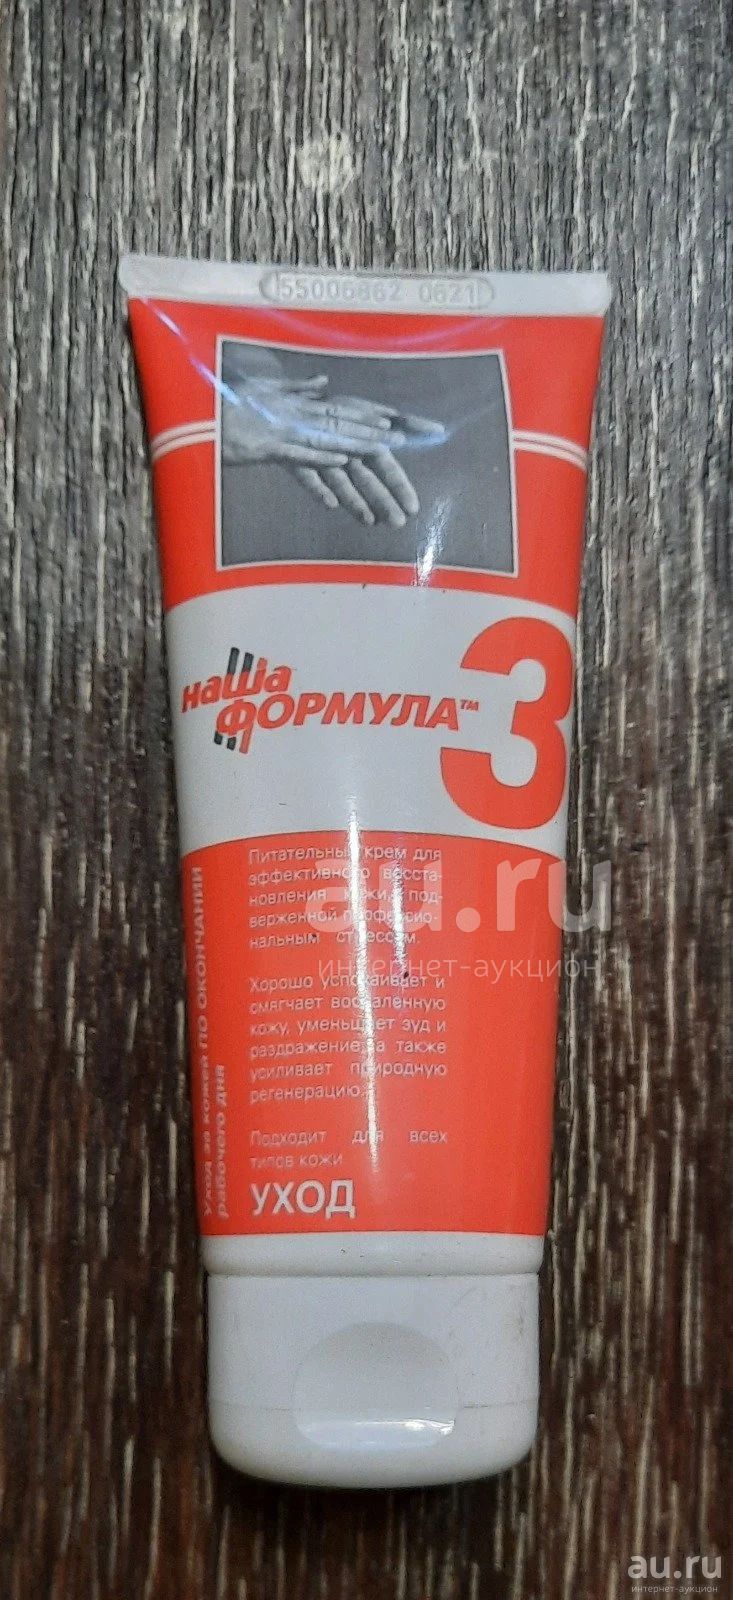 55006862 0621
наша
ФОРМУЛА™
3
Питательный крем для
эффективного восста-
новления кожи, под-
верженной профессио-
нальным стрессам.
Хорошо успокаивает и
смягчает воспаленную
кожу, уменьшает зуд и
раздражение, а также
усиливает природную
регенерацию.
Подходит для всех
типов кожи
УХОД
Уход за кожей по окончании
рабочего дня
au.ru
интернет-аукцион
au.ru
интернет-аукцион